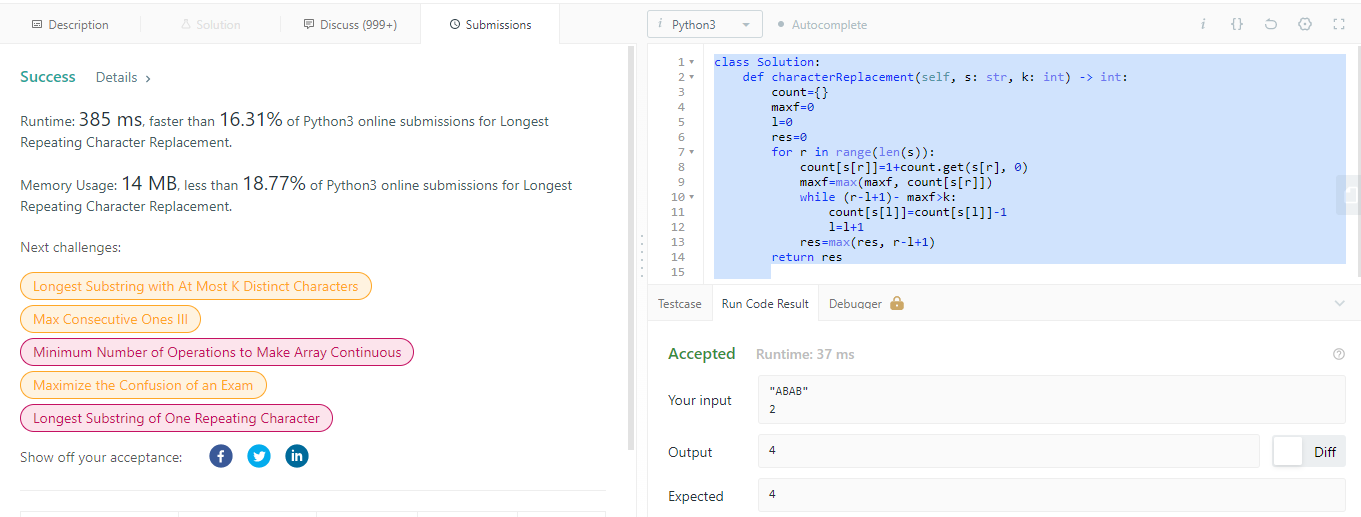 Description
Solution
Discuss (999+)
Submissions
Success Details >
Runtime: 385 ms, faster than 16.31% of Python3 online submissions for Longest
Repeating Character Replacement.
Memory Usage: 14 MB, less than 18.77% of Python3 online submissions for Longest
Repeating Character Replacement.
Next challenges:
Longest Substring with At Most K Distinct Characters
Max Consecutive Ones III
Minimum Number of Operations to Make Array Continuous
Maximize the Confusion of an Exam
Longest Substring of One Repeating Character
Show off your acceptance:
f
in
i Python3
Autocomplete
i {}
1 class Solution:
2     def characterReplacement(self, s: str, k: int) -> int:
3         count={}
4         maxf=0
5         l=0
6         res=0
7         for r in range(len(s)):
8             count[s[r]]=1+count.get(s[r], 0)
9             maxf=max(maxf, count[s[r]])
10             while (r-l+1)- maxf>k:
11                 count[s[l]]=count[s[l]]-1
12                 l=l+1
13             res=max(res, r-l+1)
14         return res
15
Testcase
Run Code Result
Debugger
Accepted Runtime: 37 ms
?
Your input
"ABAB"
2
Output
4
Diff
Expected
4